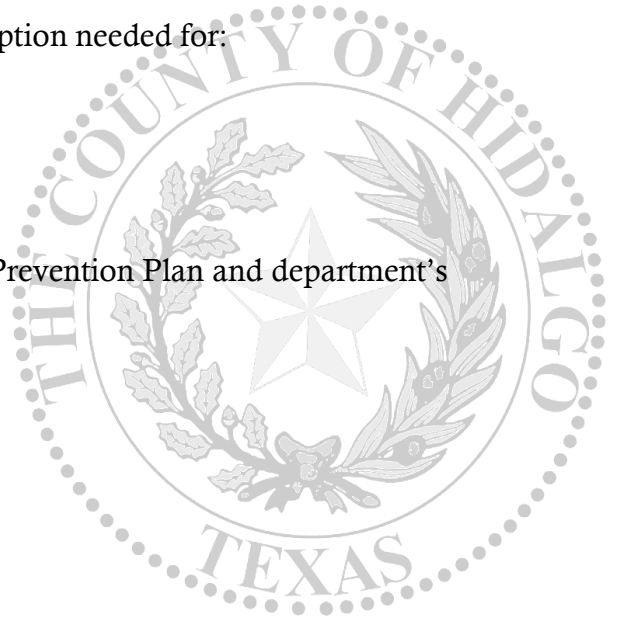 ption needed for:
Prevention Plan and department’s
THE COUNTY OF HIDALGO
TEXAS